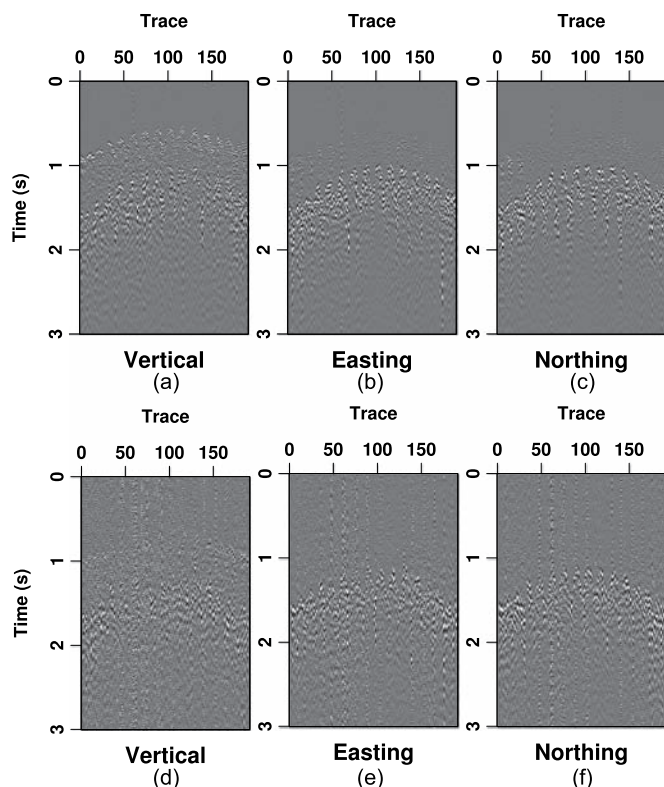 Trace Trace Trace
0 50 100 150 0 50 100 150 0 50 100 150
Time (s)
0 1 2 3
0 1 2 3
0 1 2 3
Vertical Easting Northing
(a) (b) (c)
Trace Trace Trace
0 50 100 150 0 50 100 150 0 50 100 150
Time (s)
0 1 2 3
0 1 2 3
0 1 2 3
Vertical Easting Northing
(d) (e) (f)